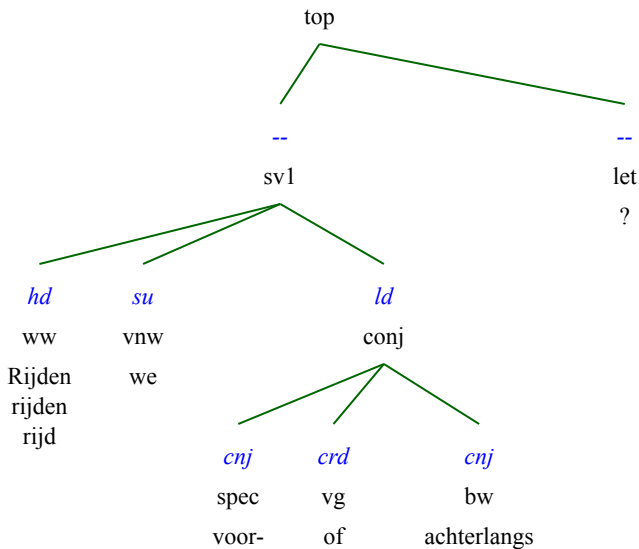 top
-- --
sv1 let
?
hd su ld
ww vnw conj
Rijden we
rijden
rijd
cnj crd cnj
spec vg bw
voor- of achterlangs